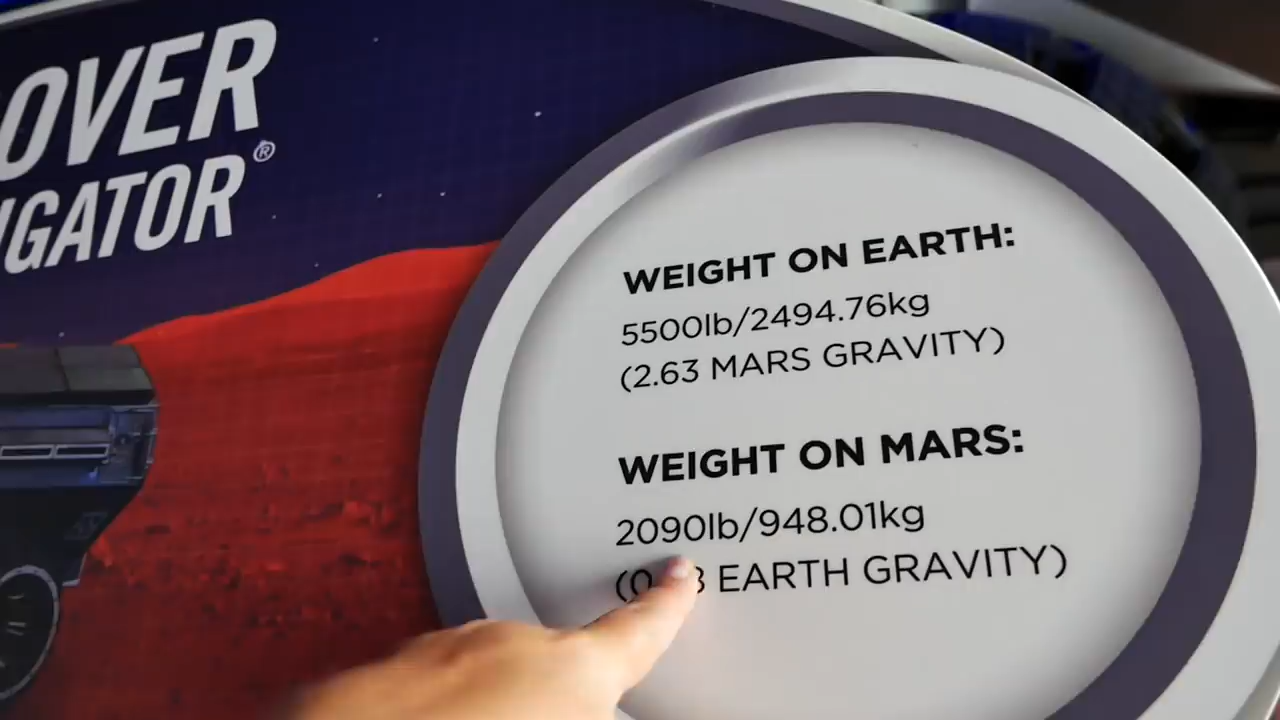 OVER
IGATOR®
WEIGHT ON EARTH:
5500lb/2494.76kg
(2.63 MARS GRAVITY)
WEIGHT ON MARS:
2090lb/948.01kg
EARTH GRAVITY)